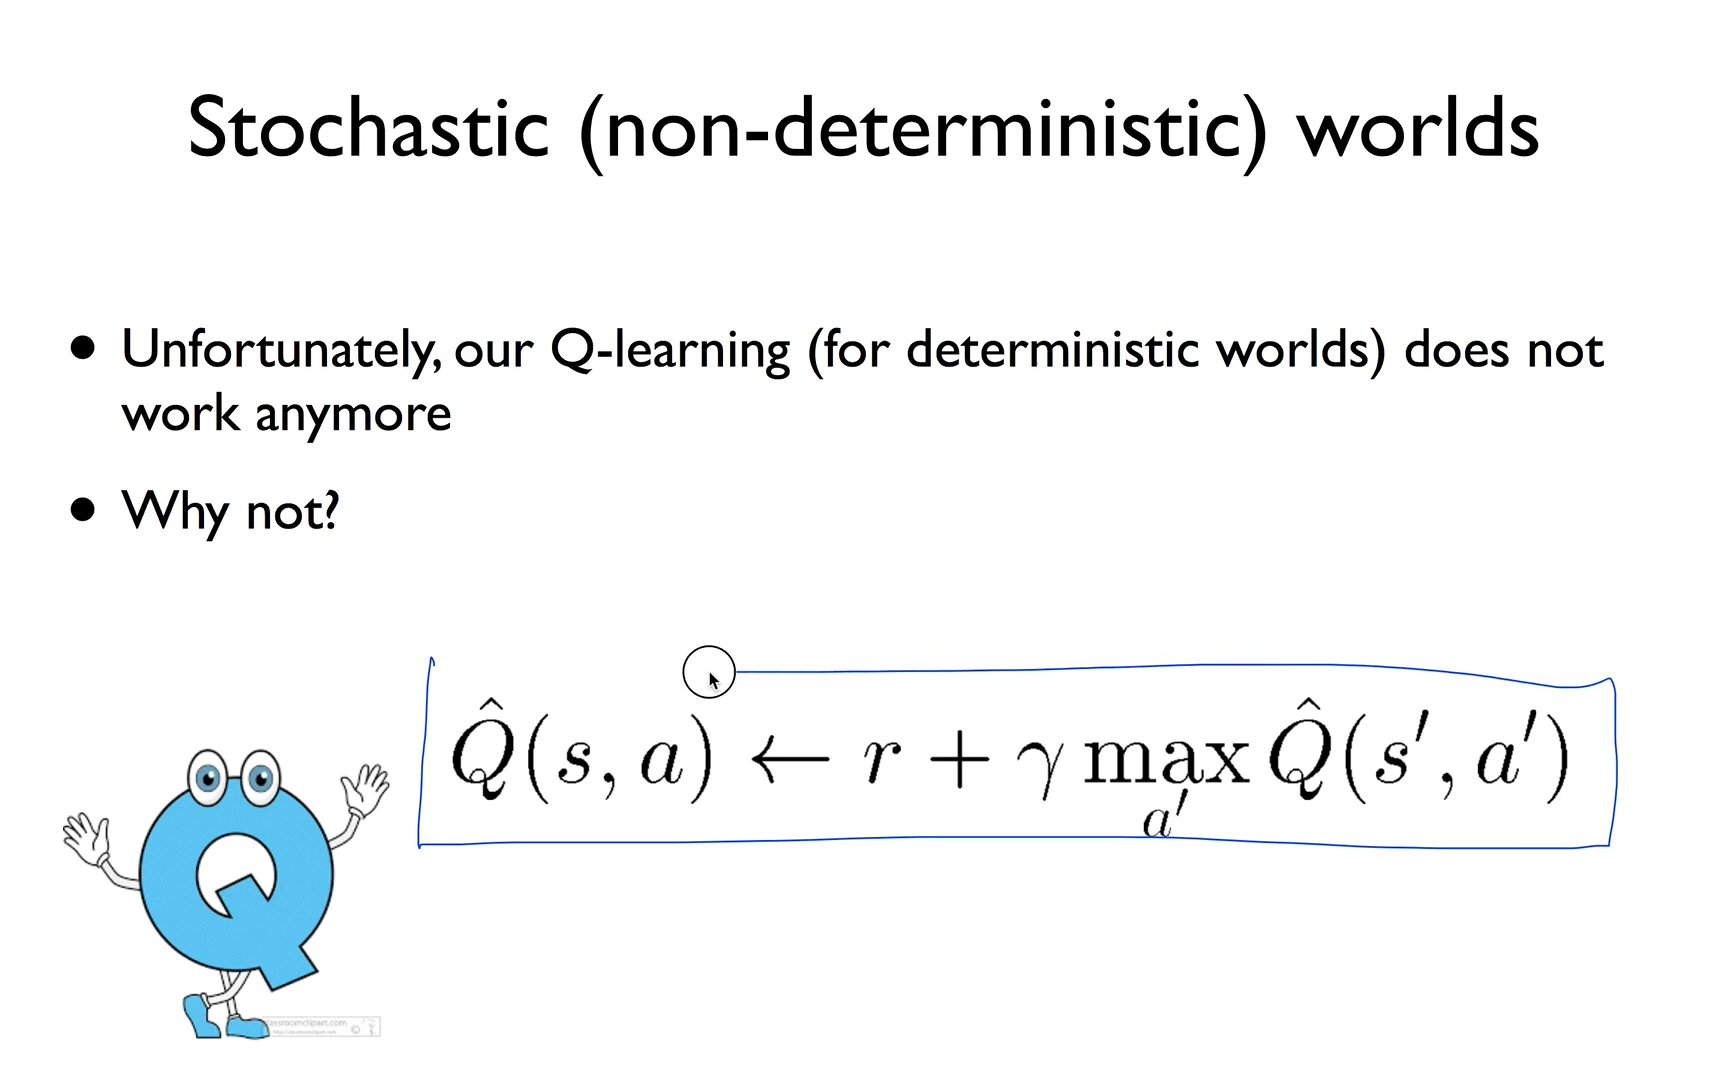 Stochastic (non-deterministic) worlds
• Unfortunately, our Q-learning (for deterministic worlds) does not
work anymore
• Why not?
Q̂(s, a) ← r + γ max Q̂(s′, a′)
a′